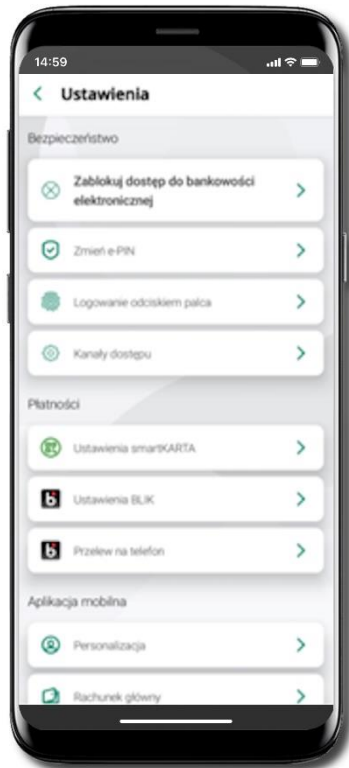 14:59
Ustawienia
Bezpieczeństwo
Zablokuj dostęp do bankowości
elektronicznej
Zmień e-PIN
Logowanie odciskiem palca
Kanały dostępu
Płatności
Ustawienia smartKARTA
Ustawienia BLIK
Przelew na telefon
Aplikacja mobilna
Personalizacja
Rachunek główny